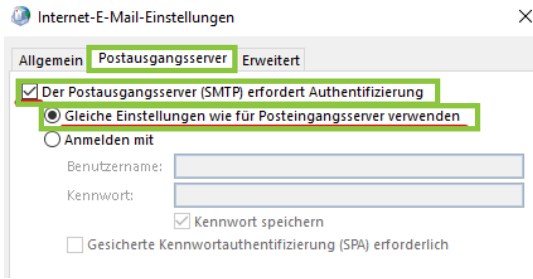 Internet-E-Mail-Einstellungen
Allgemein Postausgangsserver Erweitert
Der Postausgangsserver (SMTP) erfordert Authentifizierung
Gleiche Einstellungen wie für Posteingangsserver verwenden
Anmelden mit
Benutzername:
Kennwort:
Kennwort speichern
Gesicherte Kennwortauthentifizierung (SPA) erforderlich